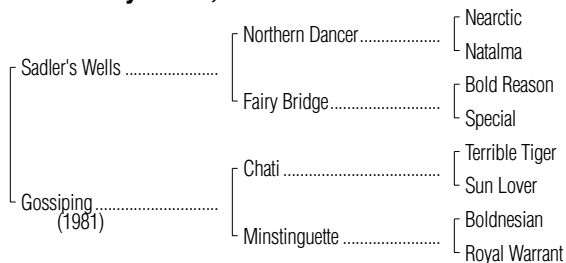 Nearctic
Northern Dancer....................
Natalma
Sadler's Wells .......................
Bold Reason
Fairy Bridge...........................
Special
Terrible Tiger
Chati .......................................
Sun Lover
Gossiping..............................
(1981)
Boldnesian
Minstinguette ........................
Royal Warrant